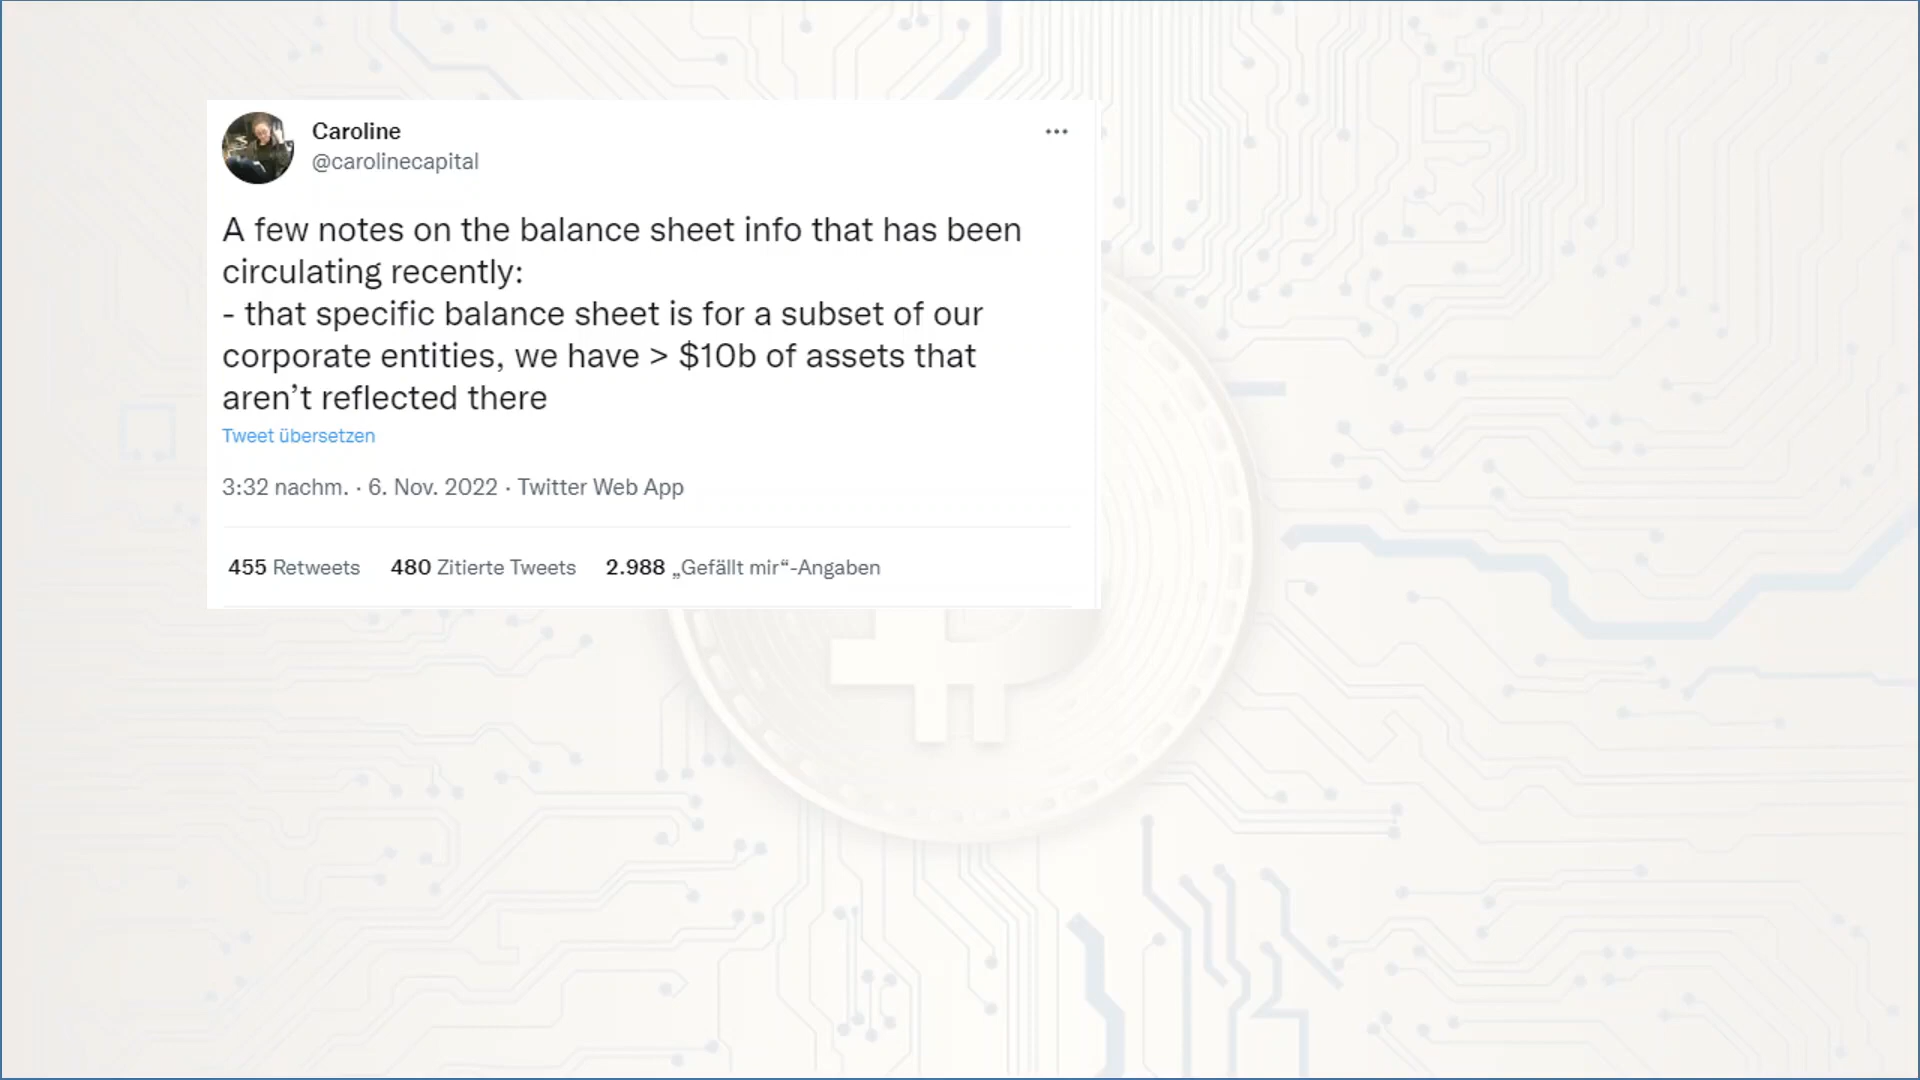 Caroline
@carolinecapital
A few notes on the balance sheet info that has been
circulating recently:
- that specific balance sheet is for a subset of our
corporate entities, we have > $10b of assets that
aren’t reflected there
Tweet übersetzen
3:32 nachm. · 6. Nov. 2022 · Twitter Web App
455 Retweets 480 Zitierte Tweets 2.988 „Gefällt mir“-Angaben